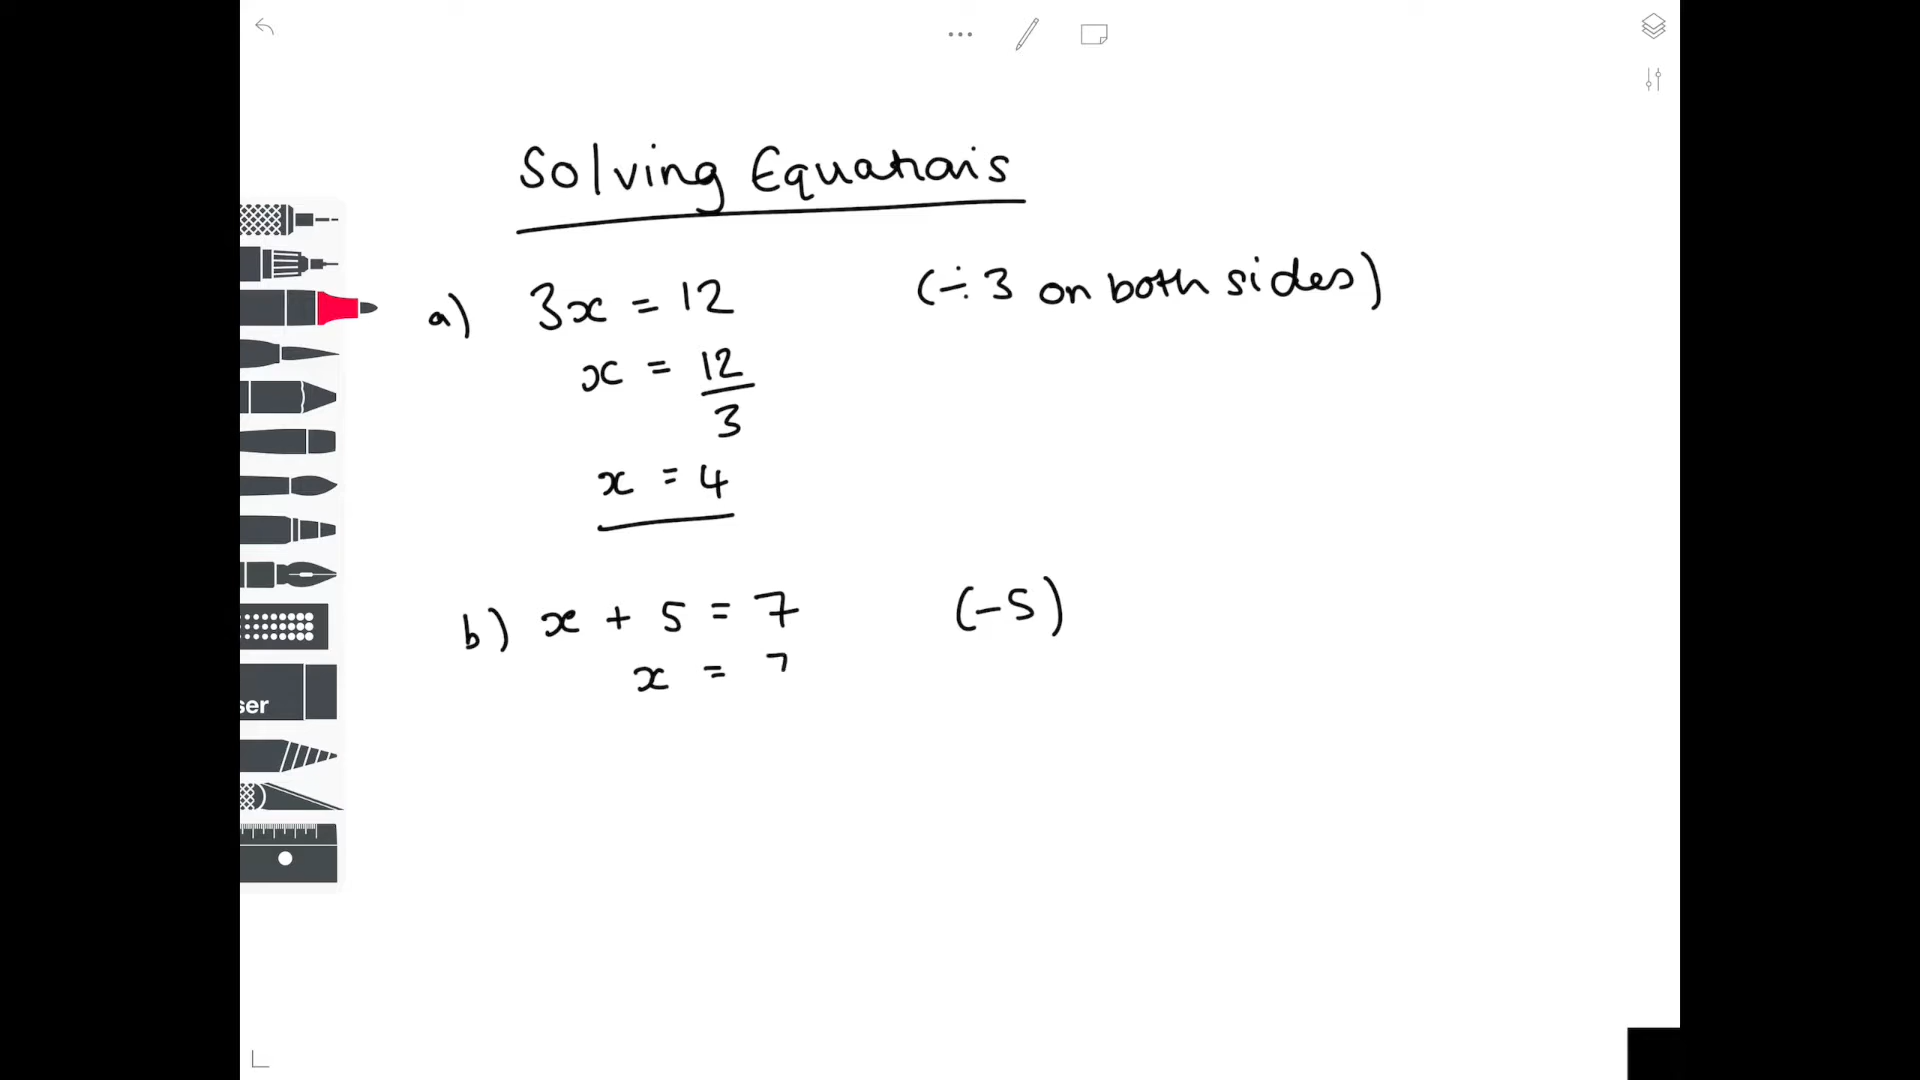 Solving Equations
a) 3x = 12 (÷3 on both sides)
x = 12/3
x = 4
b) x + 5 = 7 (-5)
x = 7
ser